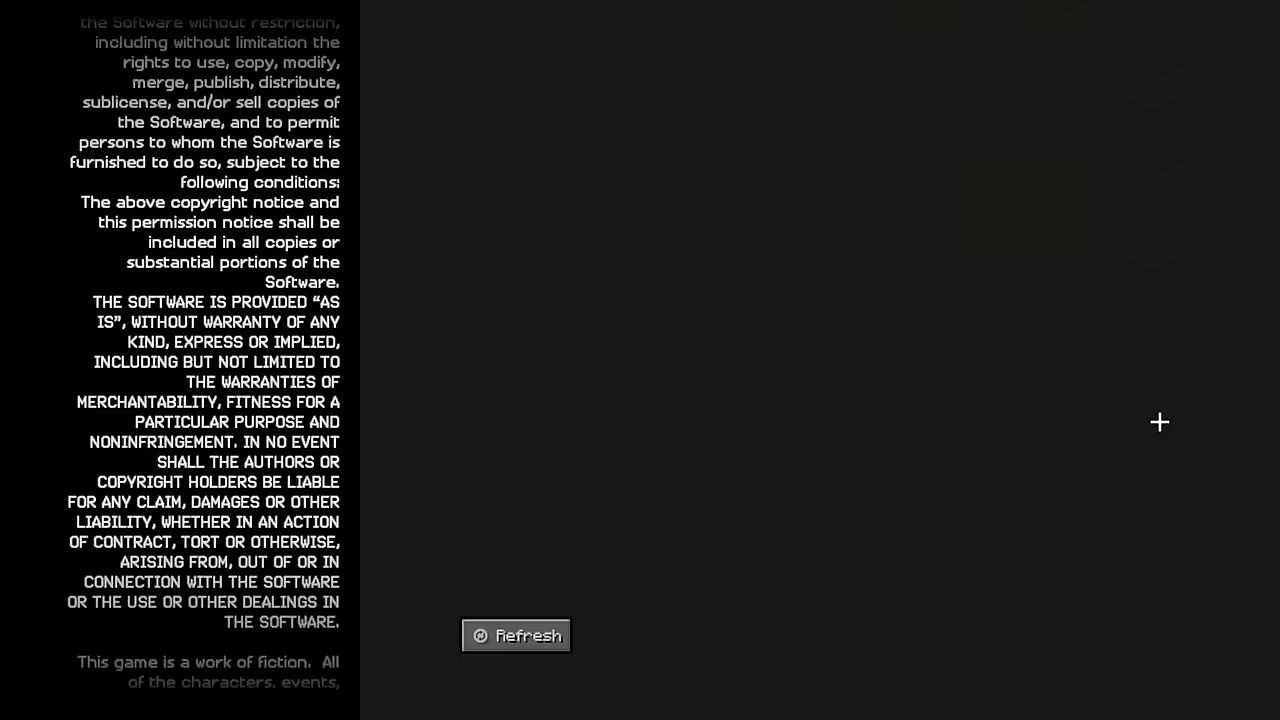 the Software without restriction,
including without limitation the
rights to use, copy, modify,
merge, publish, distribute,
sublicense, and/or sell copies of
the Software, and to permit
persons to whom the Software is
furnished to do so, subject to the
following conditions:
The above copyright notice and
this permission notice shall be
included in all copies or
substantial portions of the
Software.
THE SOFTWARE IS PROVIDED “AS
IS”, WITHOUT WARRANTY OF ANY
KIND, EXPRESS OR IMPLIED,
INCLUDING BUT NOT LIMITED TO
THE WARRANTIES OF
MERCHANTABILITY, FITNESS FOR A
PARTICULAR PURPOSE AND
NONINFRINGEMENT. IN NO EVENT
SHALL THE AUTHORS OR
COPYRIGHT HOLDERS BE LIABLE
FOR ANY CLAIM, DAMAGES OR OTHER
LIABILITY, WHETHER IN AN ACTION
OF CONTRACT, TORT OR OTHERWISE,
ARISING FROM, OUT OF OR IN
CONNECTION WITH THE SOFTWARE
OR THE USE OR OTHER DEALINGS IN
THE SOFTWARE.
This game is a work of fiction.  All
of the characters, events,
Refresh